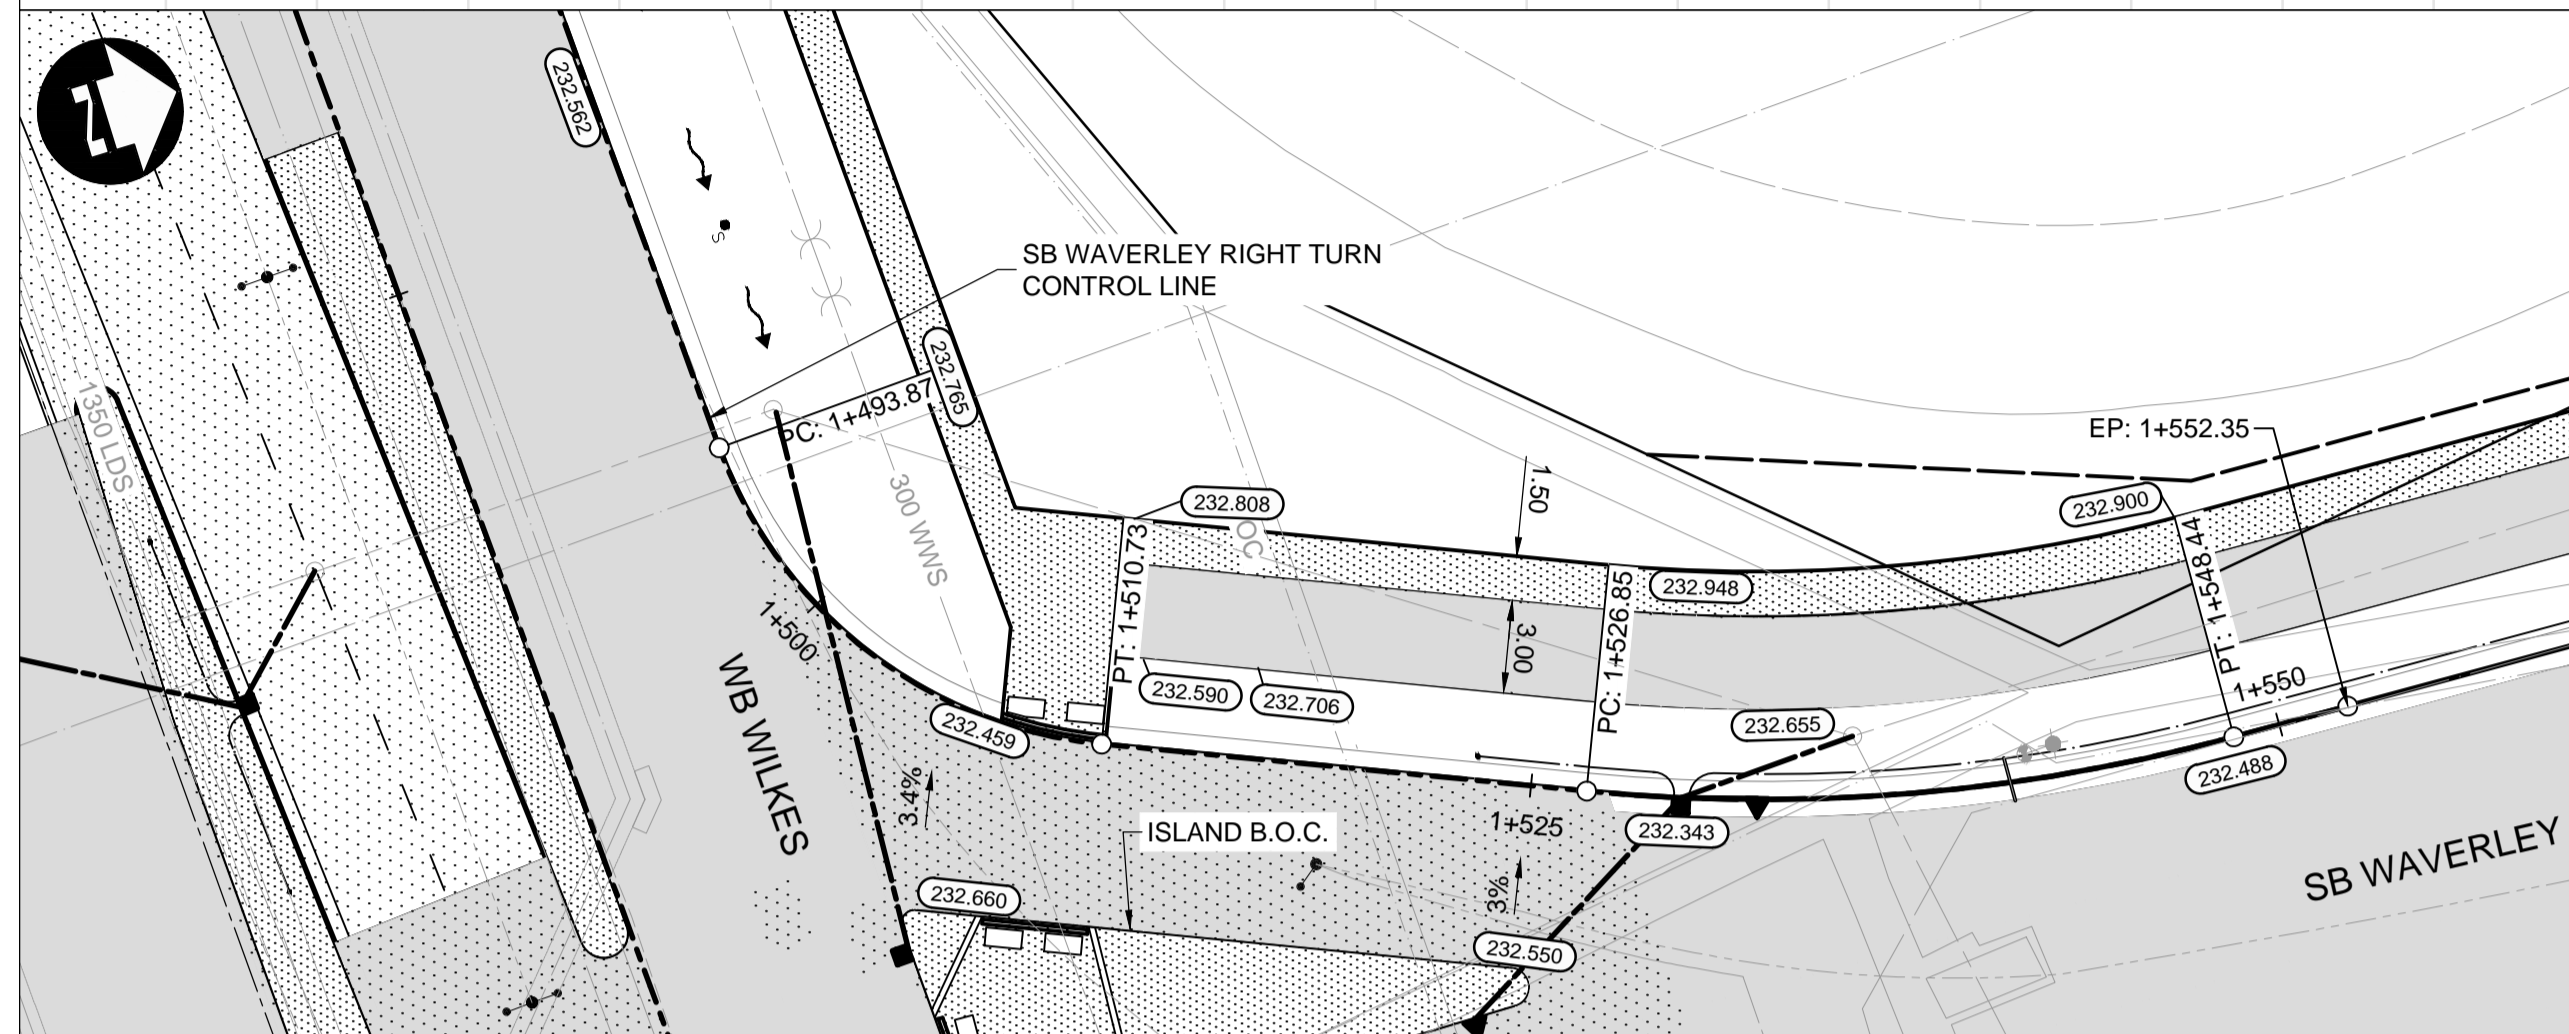 232.562
S
SB WAVERLEY RIGHT TURN
CONTROL LINE
1350 LDS
PC: 1+493.87
232.765
300 WWS
232.808
OC
1.50
EP: 1+552.35
232.900
PT: 1+510.73
232.948
PC: 1+526.85
PT: 1+548.44
1+500
3.00
232.590
232.706
1+550
WB WILKES
232.459
232.655
232.488
3.4%
ISLAND B.O.C.
1+525
232.343
3%
232.660
232.550
SB WAVERLEY